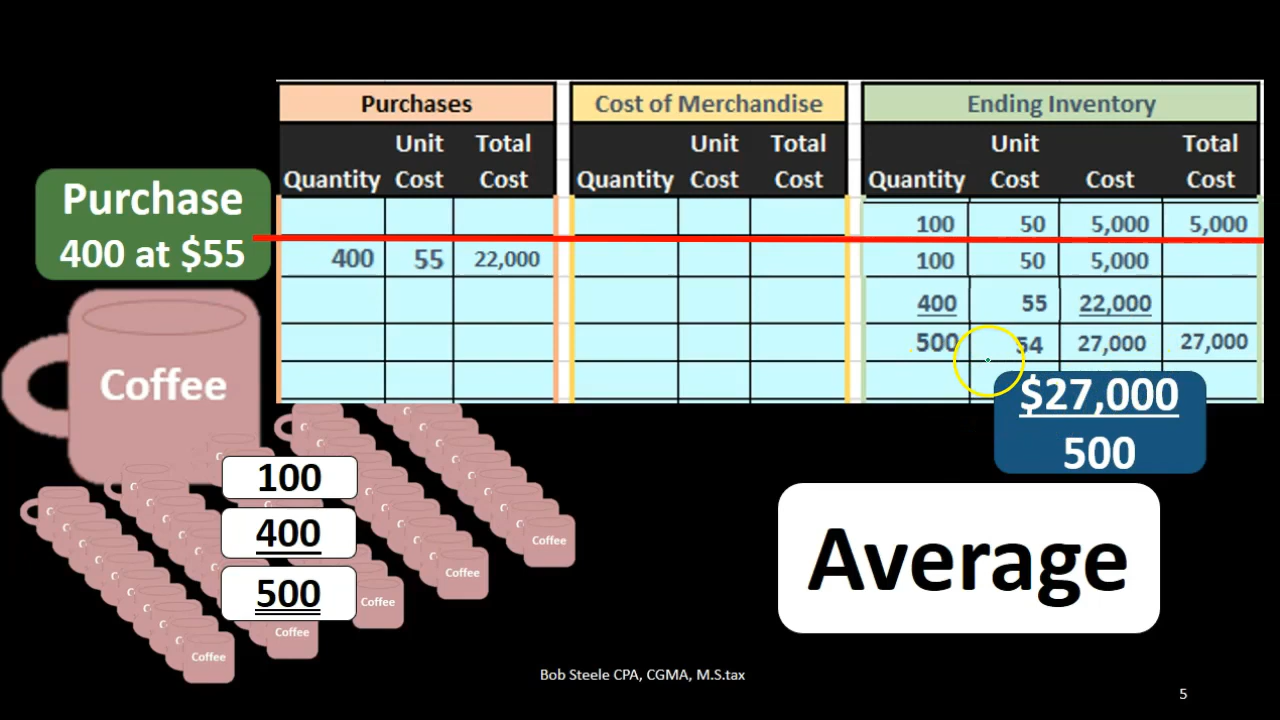 Purchases Cost of Merchandise Ending Inventory
Unit Total Unit Total Unit Total
Quantity Cost Cost Quantity Cost Cost Quantity Cost Cost Cost
Purchase
400 at $55
100 50 5,000 5,000
400 55 22,000 100 50 5,000
400 55 22,000
500 54 27,000 27,000
$27,000
500
Coffee
100
400
500
Average
Coffee
Coffee
Coffee
Coffee
Coffee
Bob Steele CPA, CGMA, M.S.tax
5